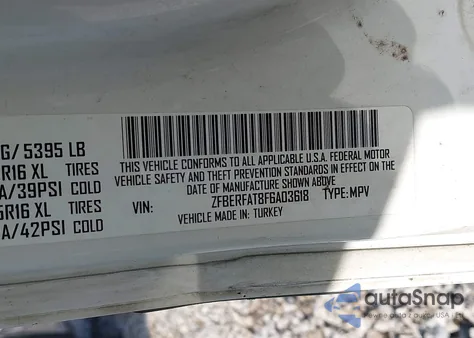 G/ 5395 LB
R16 XL TIRES
A/39PSI COLD
5R16 XL TIRES
A/42PSI COLD
THIS VEHICLE CONFORMS TO ALL APPLICABLE U.S.A. FEDERAL MOTOR
VEHICLE SAFETY AND THEFT PREVENTION STANDARDS IN EFFECT ON
THE DATE OF MANUFACTURE SHOWN ABOVE.
VIN: ZFBERFAT8F6A03618 TYPE: MPV
VEHICLE MADE IN: TURKEY
autoSnap